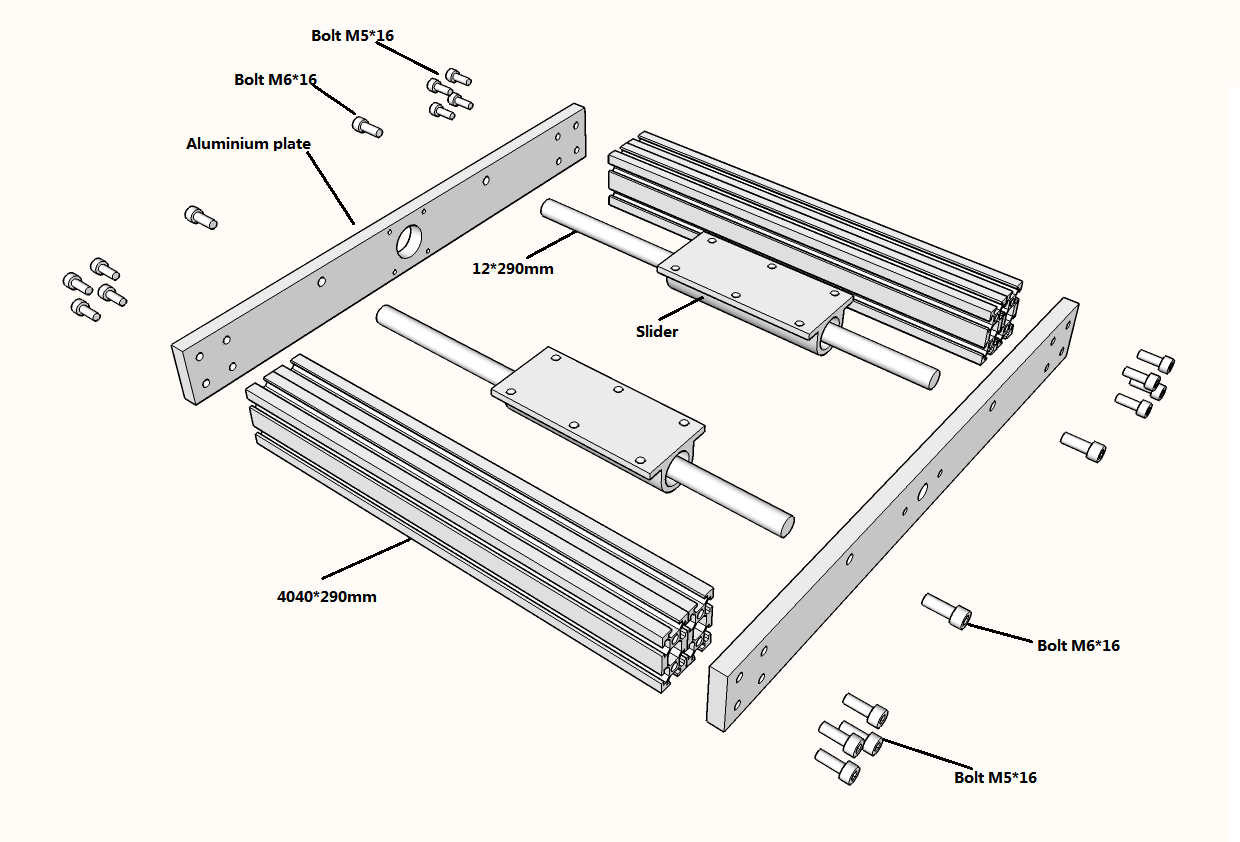 Bolt M5*16
Bolt M6*16
Aluminium plate
12*290mm
Slider
4040*290mm
Bolt M6*16
Bolt M5*16